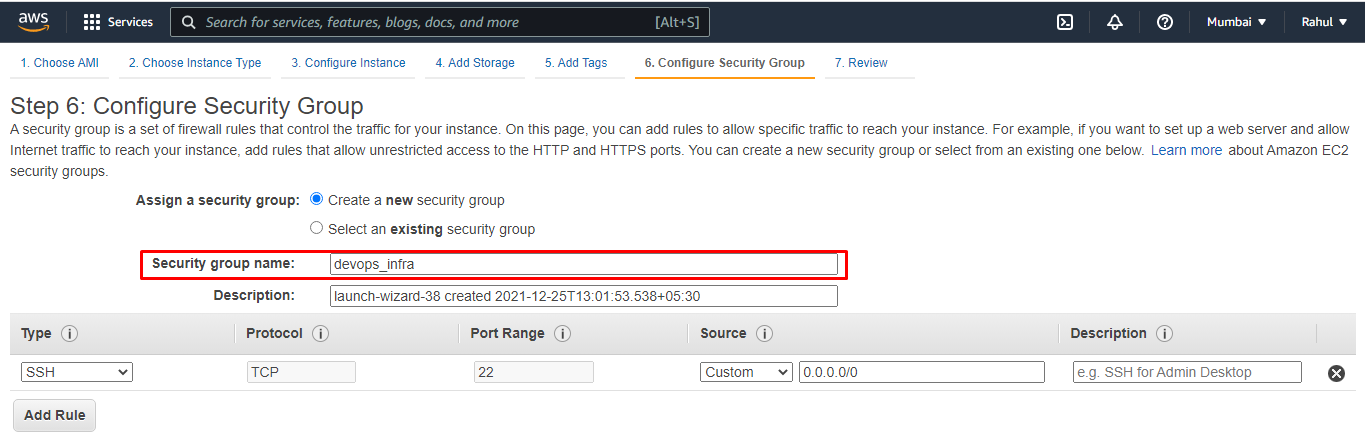 aws Services Search for services, features, blogs, docs, and more [Alt+S] Mumbai Rahul
1. Choose AMI 2. Choose Instance Type 3. Configure Instance 4. Add Storage 5. Add Tags 6. Configure Security Group 7. Review
Step 6: Configure Security Group
A security group is a set of firewall rules that control the traffic for your instance. On this page, you can add rules to allow specific traffic to reach your instance. For example, if you want to set up a web server and allow
Internet traffic to reach your instance, add rules that allow unrestricted access to the HTTP and HTTPS ports. You can create a new security group or select from an existing one below. Learn more about Amazon EC2
security groups.
Assign a security group: Create a new security group
Select an existing security group
Security group name: devops_infra
Description: launch-wizard-38 created 2021-12-25T13:01:53.538+05:30
Type Protocol Port Range Source Description
SSH TCP 22 Custom 0.0.0.0/0 e.g. SSH for Admin Desktop
Add Rule